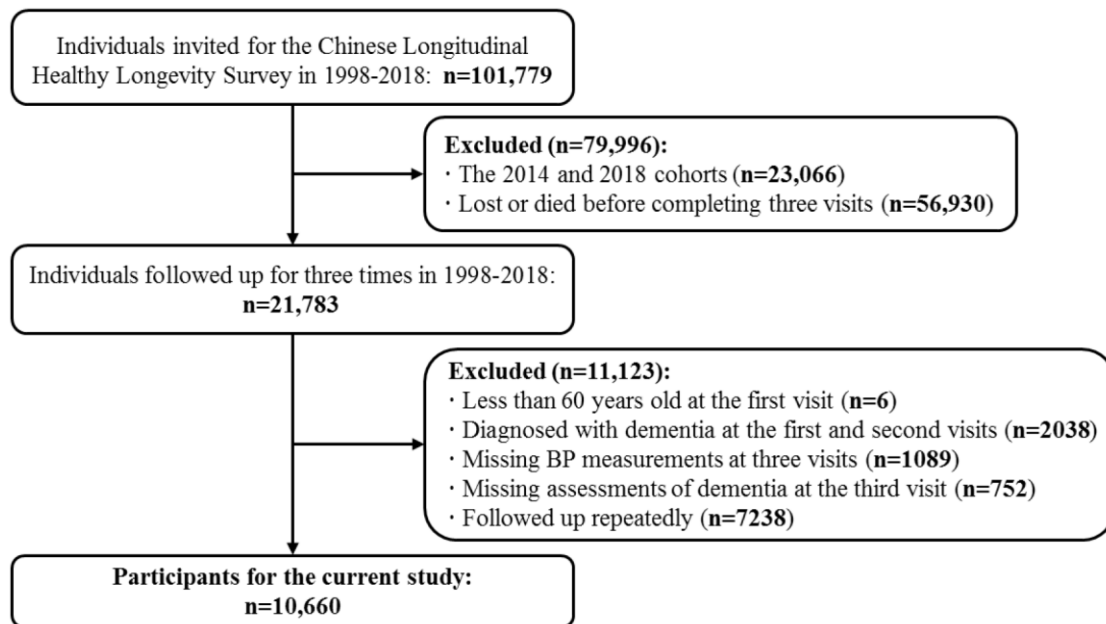 Individuals invited for the Chinese Longitudinal
Healthy Longevity Survey in 1998-2018: n=101,779
Excluded (n=79,996):
· The 2014 and 2018 cohorts (n=23,066)
· Lost or died before completing three visits (n=56,930)
Individuals followed up for three times in 1998-2018:
n=21,783
Excluded (n=11,123):
· Less than 60 years old at the first visit (n=6)
· Diagnosed with dementia at the first and second visits (n=2038)
· Missing BP measurements at three visits (n=1089)
· Missing assessments of dementia at the third visit (n=752)
· Followed up repeatedly (n=7238)
Participants for the current study:
n=10,660